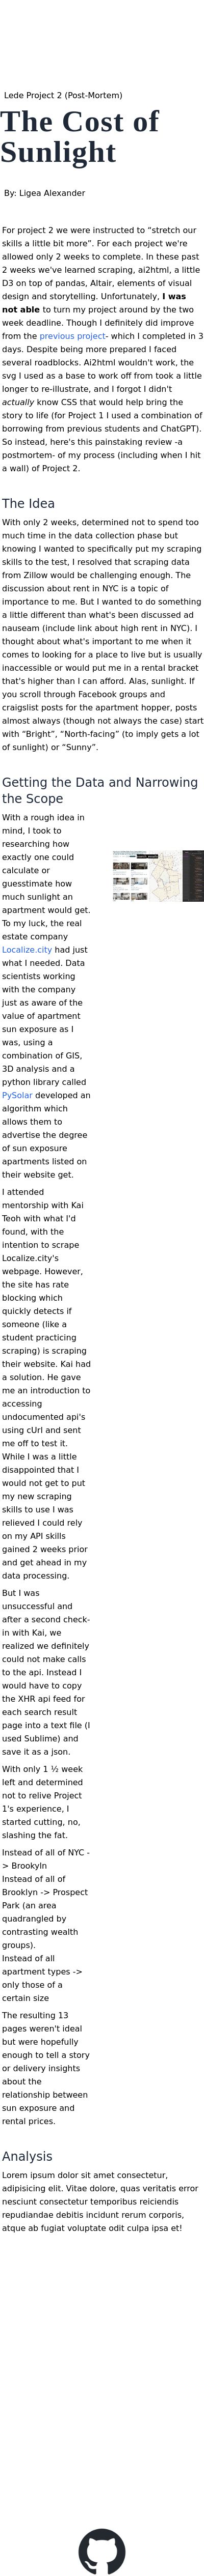 Lede Project 2 (Post-Mortem)
The Cost of
Sunlight
By: Ligea Alexander
For project 2 we were instructed to “stretch our
skills a little bit more”. For each project we're
allowed only 2 weeks to complete. In these past
2 weeks we've learned scraping, ai2html, a little
D3 on top of pandas, Altair, elements of visual
design and storytelling. Unfortunately, I was
not able to turn my project around by the two
week deadline. Though I definitely did improve
from the previous project- which I completed in 3
days. Despite being more prepared I faced
several roadblocks. Ai2html wouldn't work, the
svg I used as a base to work off from took a little
longer to re-illustrate, and I forgot I didn't
actually know CSS that would help bring the
story to life (for Project 1 I used a combination of
borrowing from previous students and ChatGPT).
So instead, here's this painstaking review -a
postmortem- of my process (including when I hit
a wall) of Project 2.
The Idea
With only 2 weeks, determined not to spend too
much time in the data collection phase but
knowing I wanted to specifically put my scraping
skills to the test, I resolved that scraping data
from Zillow would be challenging enough. The
discussion about rent in NYC is a topic of
importance to me. But I wanted to do something
a little different than what's been discussed ad
nauseam (include link about high rent in NYC). I
thought about what's important to me when it
comes to looking for a place to live but is usually
inaccessible or would put me in a rental bracket
that's higher than I can afford. Alas, sunlight. If
you scroll through Facebook groups and
craigslist posts for the apartment hopper, posts
almost always (though not always the case) start
with “Bright”, “North-facing” (to imply gets a lot
of sunlight) or “Sunny”.
Getting the Data and Narrowing
the Scope
With a rough idea in
mind, I took to
researching how
exactly one could
calculate or
guesstimate how
much sunlight an
apartment would get.
To my luck, the real
estate company
Localize.city had just
what I needed. Data
scientists working
with the company
just as aware of the
value of apartment
sun exposure as I
was, using a
combination of GIS,
3D analysis and a
python library called
PySolar developed an
algorithm which
allows them to
advertise the degree
of sun exposure
apartments listed on
their website get.
I attended
mentorship with Kai
Teoh with what I'd
found, with the
intention to scrape
Localize.city's
webpage. However,
the site has rate
blocking which
quickly detects if
someone (like a
student practicing
scraping) is scraping
their website. Kai had
a solution. He gave
me an introduction to
accessing
undocumented api's
using cUrl and sent
me off to test it.
While I was a little
disappointed that I
would not get to put
my new scraping
skills to use I was
relieved I could rely
on my API skills
gained 2 weeks prior
and get ahead in my
data processing.
But I was
unsuccessful and
after a second check-
in with Kai, we
realized we definitely
could not make calls
to the api. Instead I
would have to copy
the XHR api feed for
each search result
page into a text file (I
used Sublime) and
save it as a json.
With only 1 ½ week
left and determined
not to relive Project
1's experience, I
started cutting, no,
slashing the fat.
Instead of all of NYC -
> Brookyln
Instead of all of
Brooklyn -> Prospect
Park (an area
quadrangled by
contrasting wealth
groups).
Instead of all
apartment types ->
only those of a
certain size
The resulting 13
pages weren't ideal
but were hopefully
enough to tell a story
or delivery insights
about the
relationship between
sun exposure and
rental prices.
Analysis
Lorem ipsum dolor sit amet consectetur,
adipisicing elit. Vitae dolore, quas veritatis error
nesciunt consectetur temporibus reiciendis
repudiandae debitis incidunt rerum corporis,
atque ab fugiat voluptate odit culpa ipsa et!